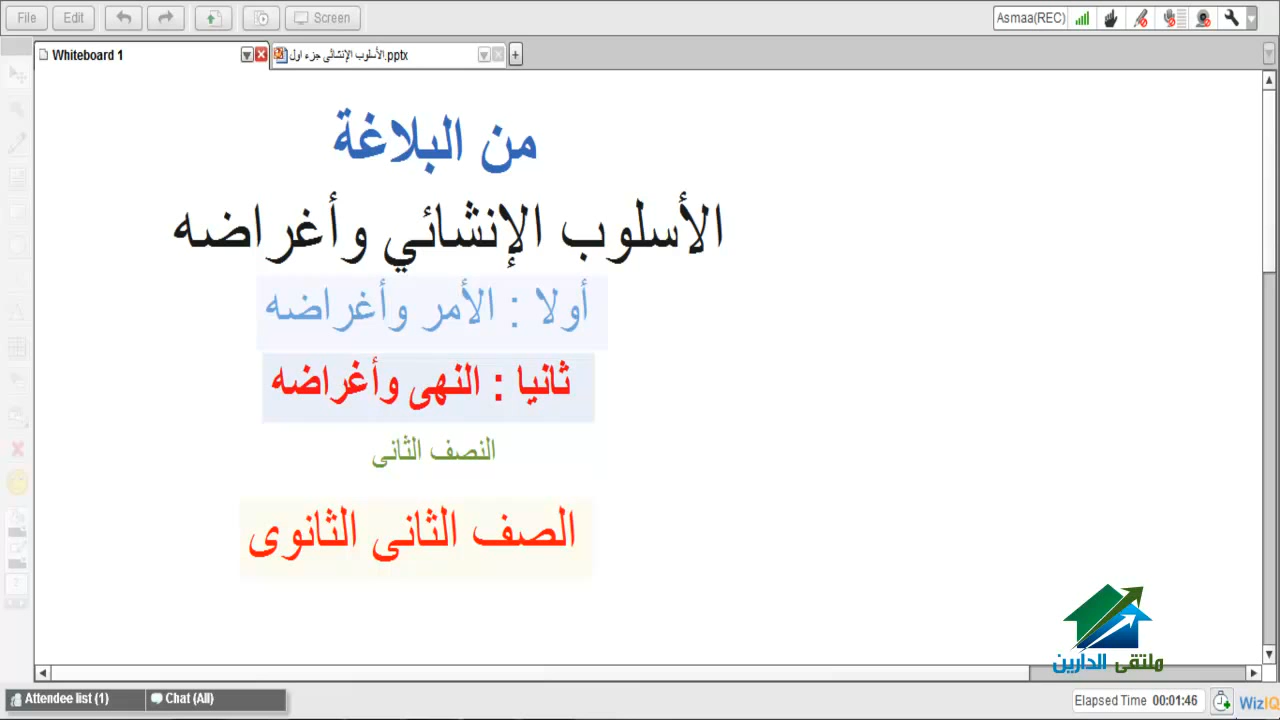 File Edit Screen Asmaa(REC)
Whiteboard 1 الأسلوب الإنشائى جزء اول.pptx +
من البلاغة
الأسلوب الإنشائي وأغراضه
أولا : الأمر وأغراضه
ثانيا : النهى وأغراضه
النصف الثانى
الصف الثانى الثانوى
ملتقى الدارين
Attendee list (1) Chat (All) Elapsed Time 00:01:46 WizIQ